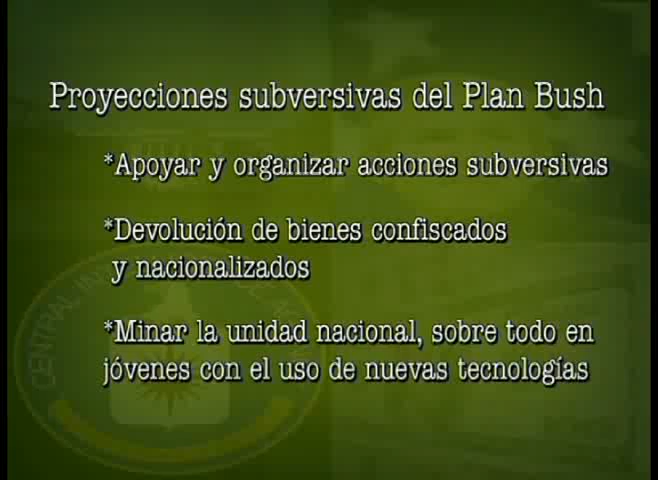 Proyecciones subversivas del Plan Bush
*Apoyar y organizar acciones subversivas
*Devolución de bienes confiscados
y nacionalizados
*Minar la unidad nacional, sobre todo en
jóvenes con el uso de nuevas tecnologías
CENTRAL